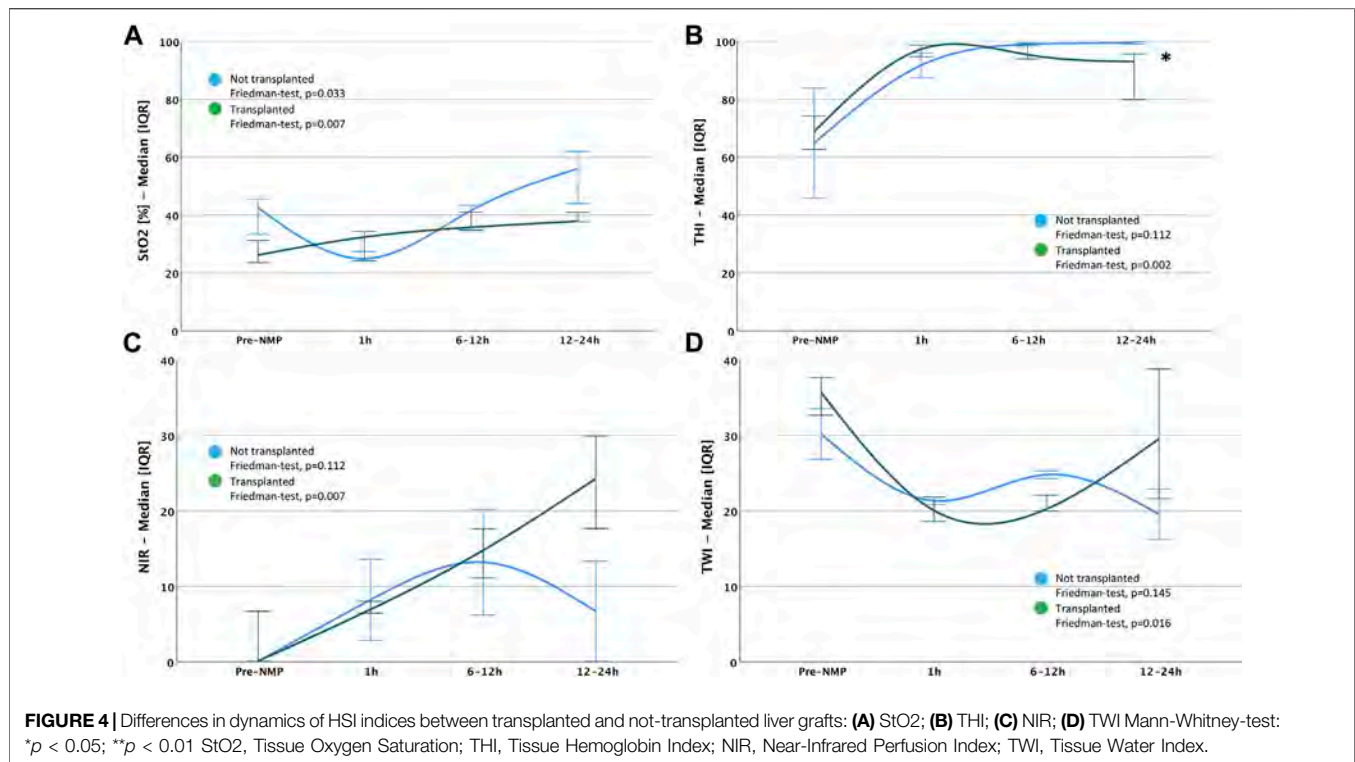 A
StO2 [%] – Median [IQR]
100
80
60
40
20
0
Not transplanted
Friedman-test, p=0.033
Transplanted
Friedman-test, p=0.007
Pre-NMP
1h
6-12h
12-24h
B
THI – Median [IQR]
100
80
60
40
20
0
*
Not transplanted
Friedman-test, p=0.112
Transplanted
Friedman-test, p=0.002
Pre-NMP
1h
6-12h
12-24h
C
NIR – Median [IQR]
40
30
20
10
0
Not transplanted
Friedman-test, p=0.112
Transplanted
Friedman-test, p=0.007
Pre-NMP
1h
6-12h
12-24h
D
TWI – Median [IQR]
40
30
20
10
0
Not transplanted
Friedman-test, p=0.145
Transplanted
Friedman-test, p=0.016
Pre-NMP
1h
6-12h
12-24h
FIGURE 4 | Differences in dynamics of HSI indices between transplanted and not-transplanted liver grafts: (A) StO2; (B) THI; (C) NIR; (D) TWI Mann-Whitney-test:
*p < 0.05; **p < 0.01 StO2, Tissue Oxygen Saturation; THI, Tissue Hemoglobin Index; NIR, Near-Infrared Perfusion Index; TWI, Tissue Water Index.